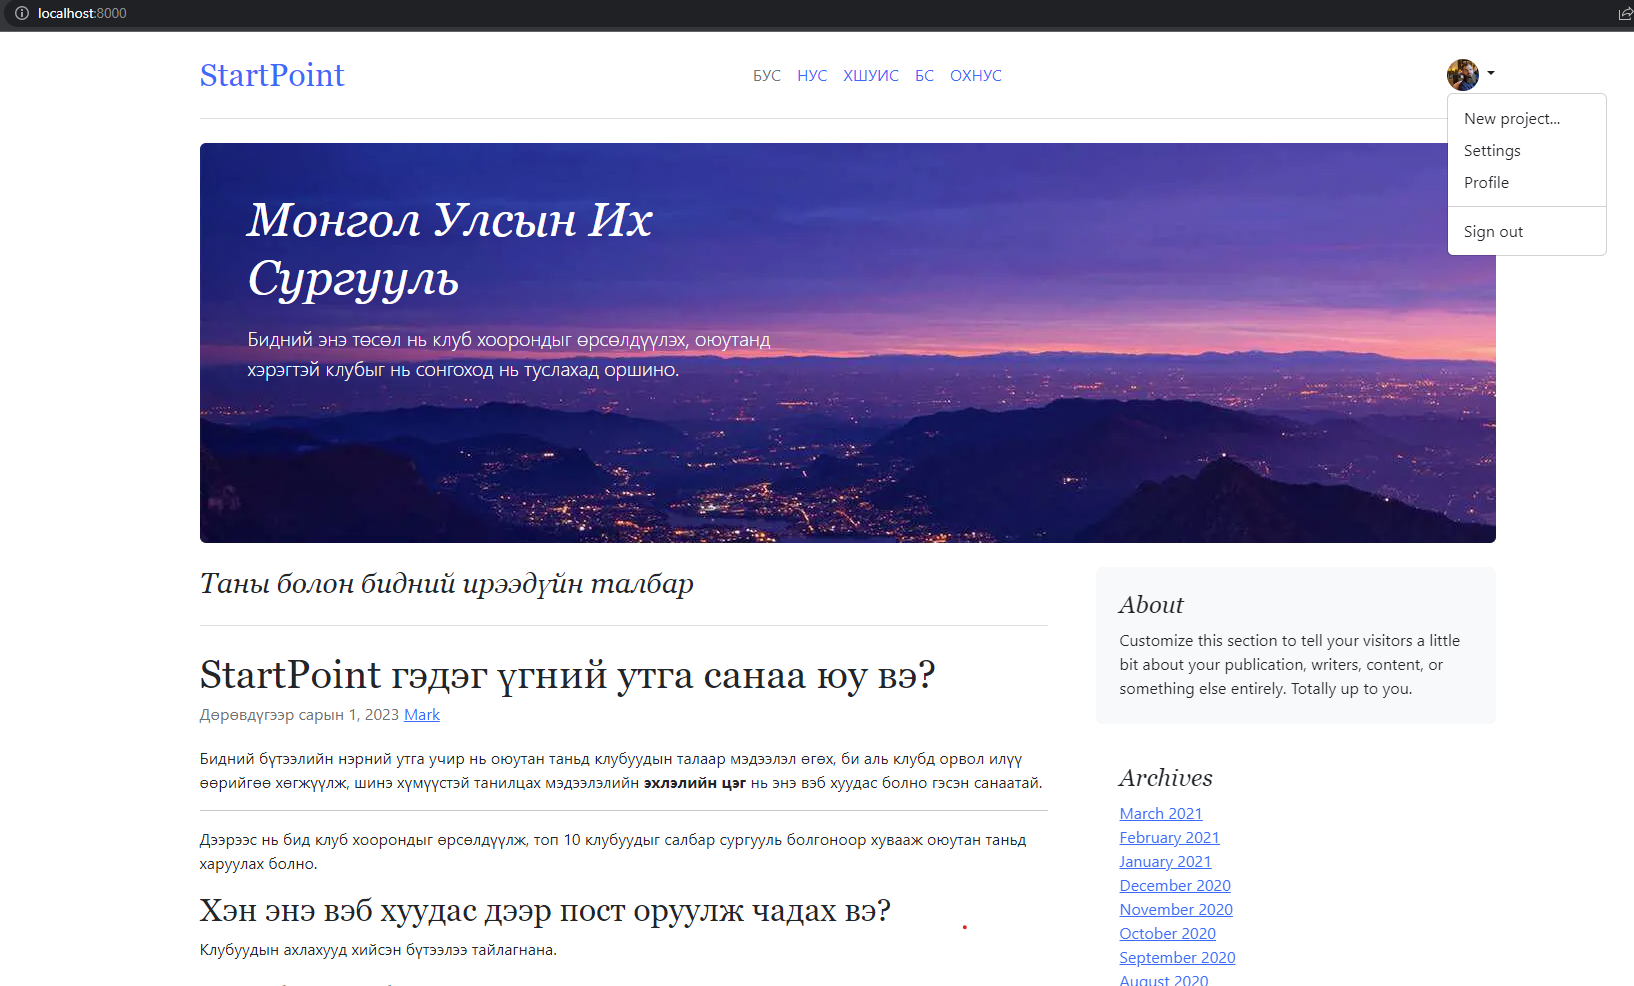 localhost:8000
StartPoint
БУС НУС ХШУИС БС ОХНУС
New project...
Settings
Profile
Sign out
Монгол Улсын Их
Сургууль
Бидний энэ төсөл нь клуб хоорондыг өрсөлдүүлэх, оюутанд
хэрэгтэй клубыг нь сонгоход нь туслахад оршино.
Таны болон бидний ирээдүйн талбар
StartPoint гэдэг үгний утга санаа юу вэ?
Дөрөвдүгээр сарын 1, 2023 Mark
Бидний бүтээлийн нэрний утга учир нь оюутан таньд клубуудын талаар мэдээлэл өгөх, би аль клубд орвол илүү
өөрийгөө хөгжүүлж, шинэ хүмүүстэй танилцах мэдээлэлийн эхлэлийн цэг нь энэ вэб хуудас болно гэсэн санаатай.
Дээрээс нь бид клуб хоорондыг өрсөлдүүлж, топ 10 клубуудыг салбар сургууль болгоноор хувааж оюутан таньд
харуулах болно.
Хэн энэ вэб хуудас дээр пост оруулж чадах вэ?
Клубуудын ахлахууд хийсэн бүтээлээ тайлагнана.
About
Customize this section to tell your visitors a little
bit about your publication, writers, content, or
something else entirely. Totally up to you.
Archives
March 2021
February 2021
January 2021
December 2020
November 2020
October 2020
September 2020
August 2020